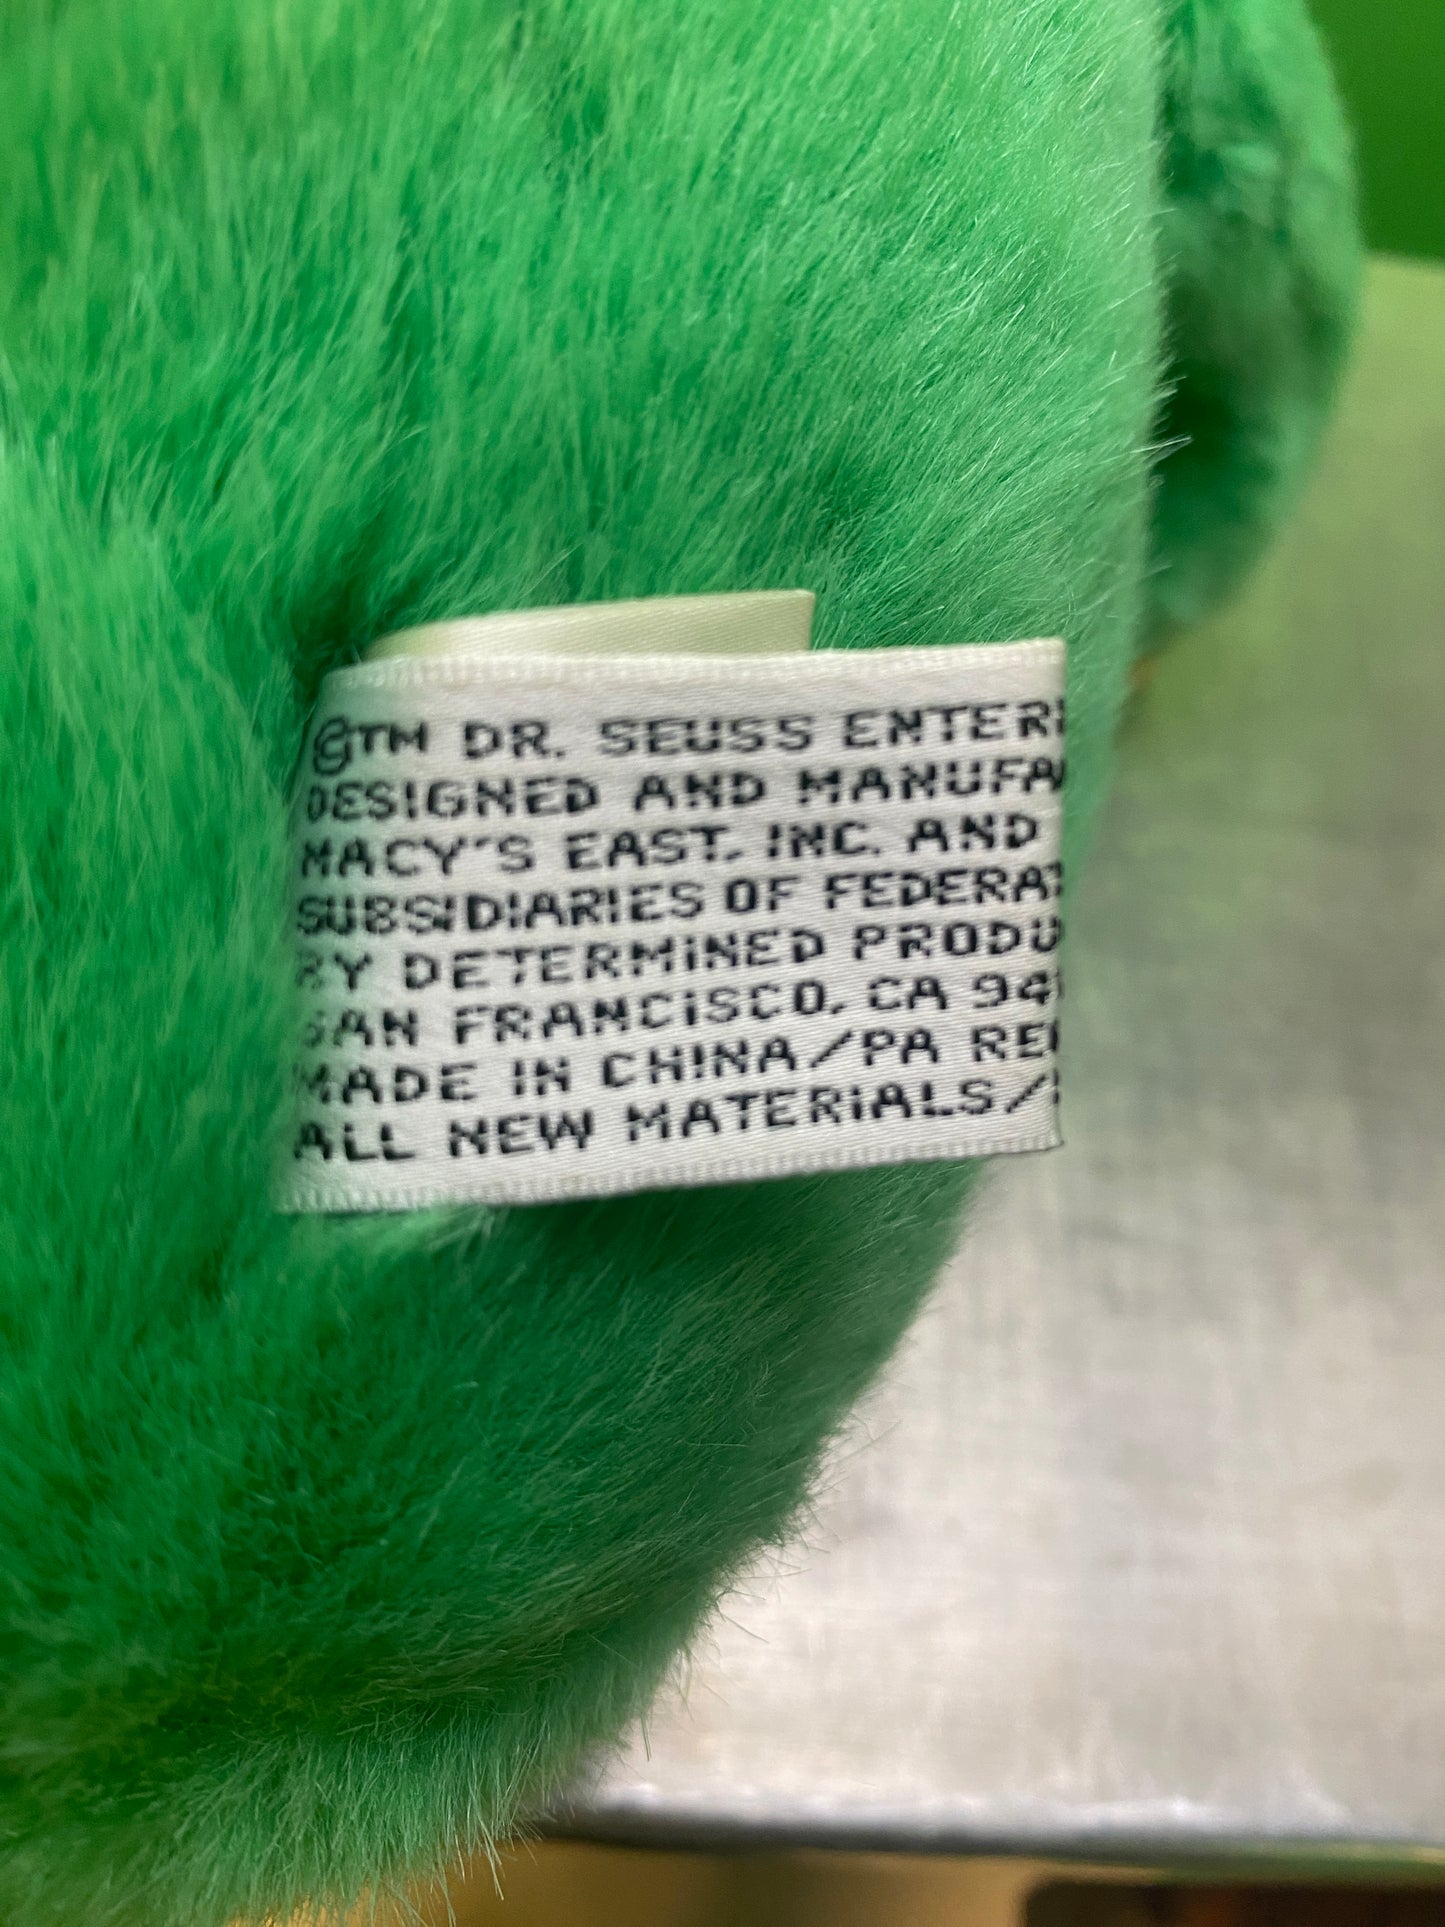 ©TM DR. SEUSS ENTER
DESIGNED AND MANUFA
MACY'S EAST, INC. AND
SUBSIDIARIES OF FEDERAT
BY DETERMINED PRODU
SAN FRANCISCO, CA 94
MADE IN CHINA/PA RE
ALL NEW MATERIALS/